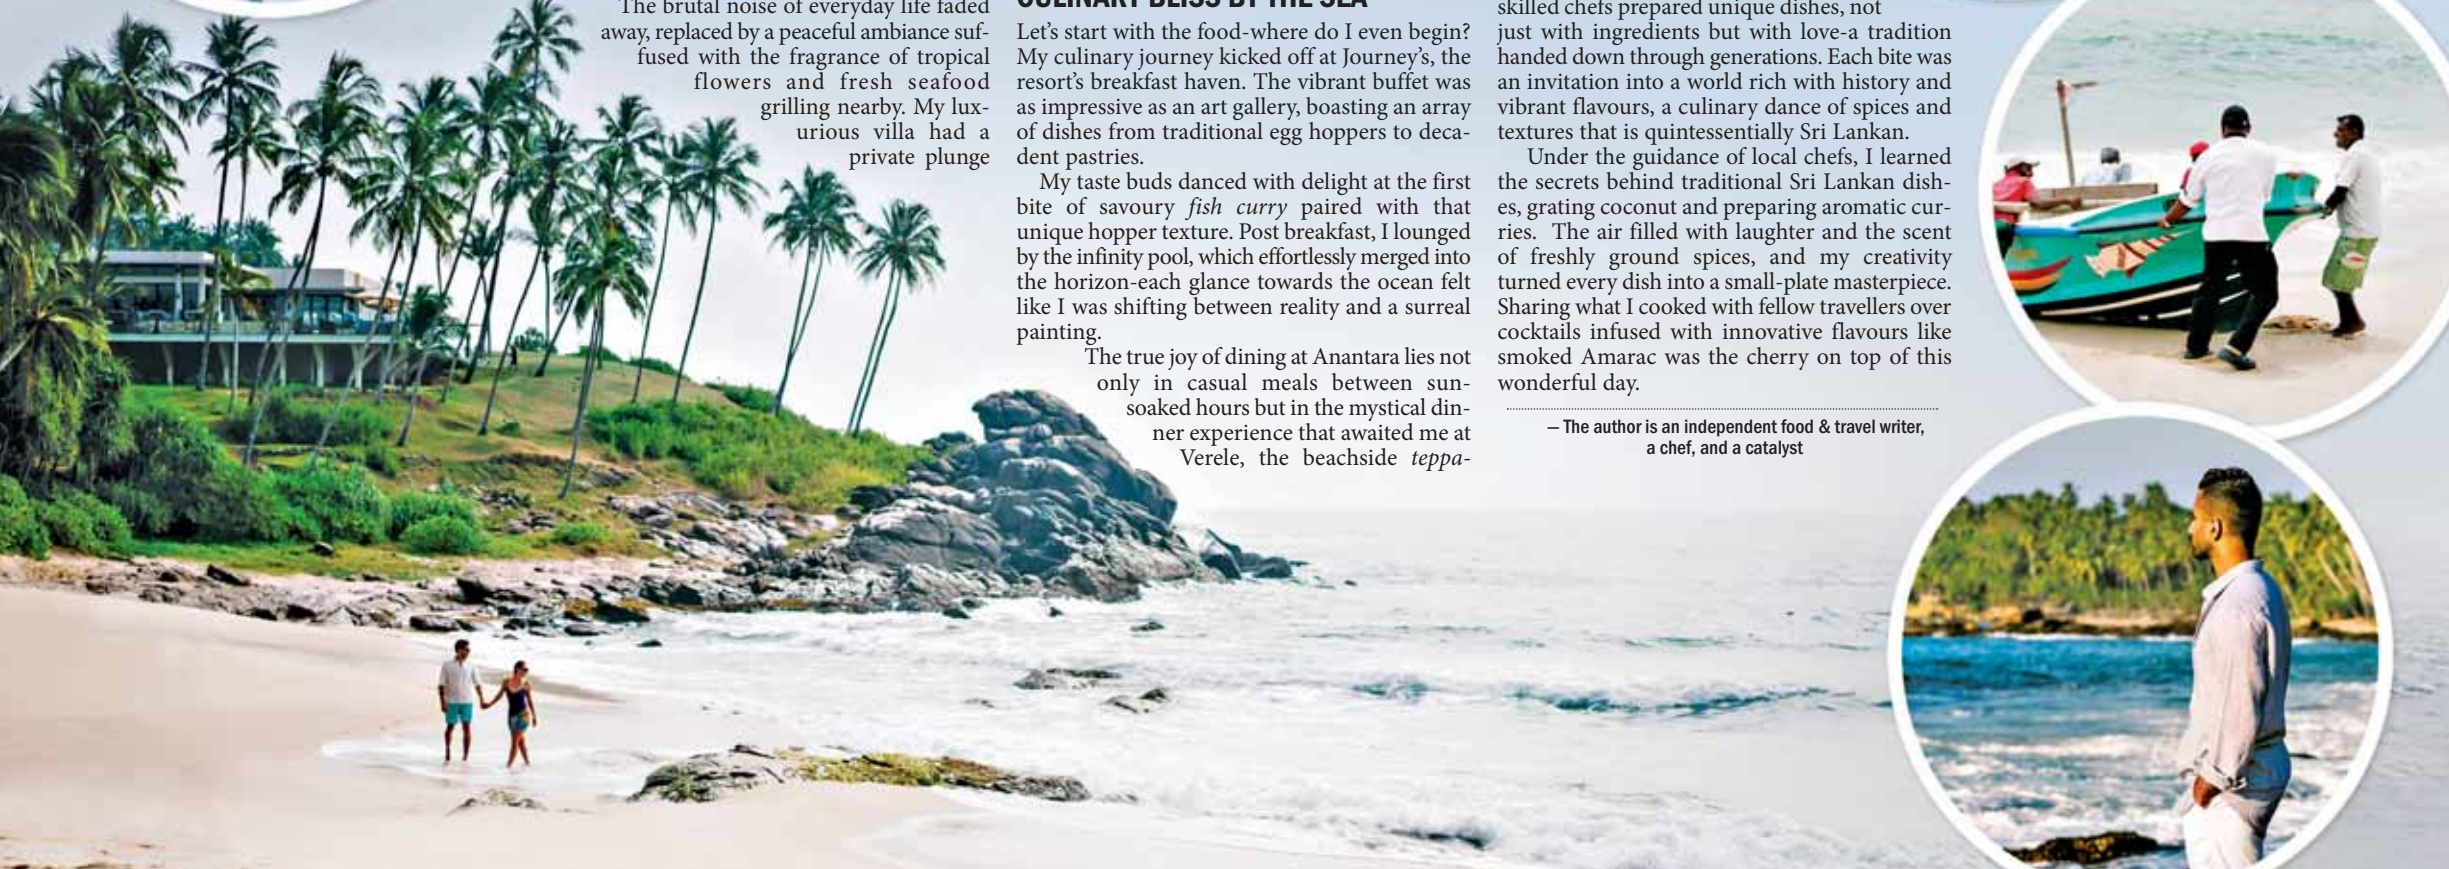 The brutal noise of everyday life faded
away, replaced by a peaceful ambiance suf-
fused with the fragrance of tropical
flowers and fresh seafood
grilling nearby. My lux-
urious villa had a
private plunge
CULINARY BLISS BY THE SEA
Let's start with the food-where do I even begin?
My culinary journey kicked off at Journey's, the
resort's breakfast haven. The vibrant buffet was
as impressive as an art gallery, boasting an array
of dishes from traditional egg hoppers to deca-
dent pastries.
My taste buds danced with delight at the first
bite of savoury fish curry paired with that
unique hopper texture. Post breakfast, I lounged
by the infinity pool, which effortlessly merged into
the horizon-each glance towards the ocean felt
like I was shifting between reality and a surreal
painting.
The true joy of dining at Anantara lies not
only in casual meals between sun-
soaked hours but in the mystical din-
ner experience that awaited me at
Verele, the beachside teppa-
skilled chefs prepared unique dishes, not
just with ingredients but with love-a tradition
handed down through generations. Each bite was
an invitation into a world rich with history and
vibrant flavours, a culinary dance of spices and
textures that is quintessentially Sri Lankan.
Under the guidance of local chefs, I learned
the secrets behind traditional Sri Lankan dish-
es, grating coconut and preparing aromatic cur-
ries. The air filled with laughter and the scent
of freshly ground spices, and my creativity
turned every dish into a small-plate masterpiece.
Sharing what I cooked with fellow travellers over
cocktails infused with innovative flavours like
smoked Amarac was the cherry on top of this
wonderful day.
– The author is an independent food & travel writer,
a chef, and a catalyst